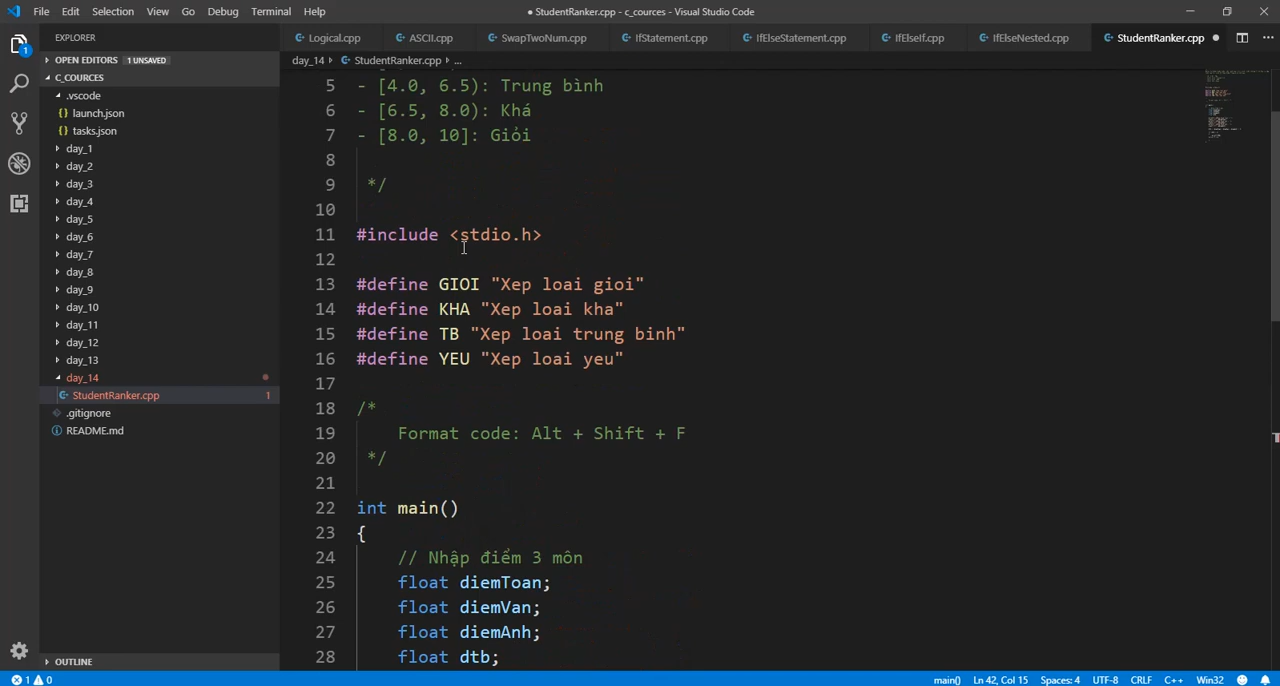 File Edit Selection View Go Debug Terminal Help
● StudentRanker.cpp - c_cources - Visual Studio Code
EXPLORER
Logical.cpp ASCII.cpp SwapTwoNum.cpp IfStatement.cpp IfElseStatement.cpp IfElseIf.cpp IfElseNested.cpp StudentRanker.cpp ●
OPEN EDITORS 1 UNSAVED
day_14 › StudentRanker.cpp › ...
C_COURCES
.vscode
launch.json
tasks.json
day_1
day_2
day_3
day_4
day_5
day_6
day_7
day_8
day_9
day_10
day_11
day_12
day_13
day_14
StudentRanker.cpp 1
.gitignore
README.md
OUTLINE
5 - [4.0, 6.5): Trung bình
6 - [6.5, 8.0): Khá
7 - [8.0, 10]: Giỏi
8
9 */
10
11 #include <stdio.h>
12
13 #define GIOI "Xep loai gioi"
14 #define KHA "Xep loai kha"
15 #define TB "Xep loai trung binh"
16 #define YEU "Xep loai yeu"
17
18 /*
19 Format code: Alt + Shift + F
20 */
21
22 int main()
23 {
24 // Nhập điểm 3 môn
25 float diemToan;
26 float diemVan;
27 float diemAnh;
28 float dtb;
1 0 main() Ln 42, Col 15 Spaces: 4 UTF-8 CRLF C++ Win32